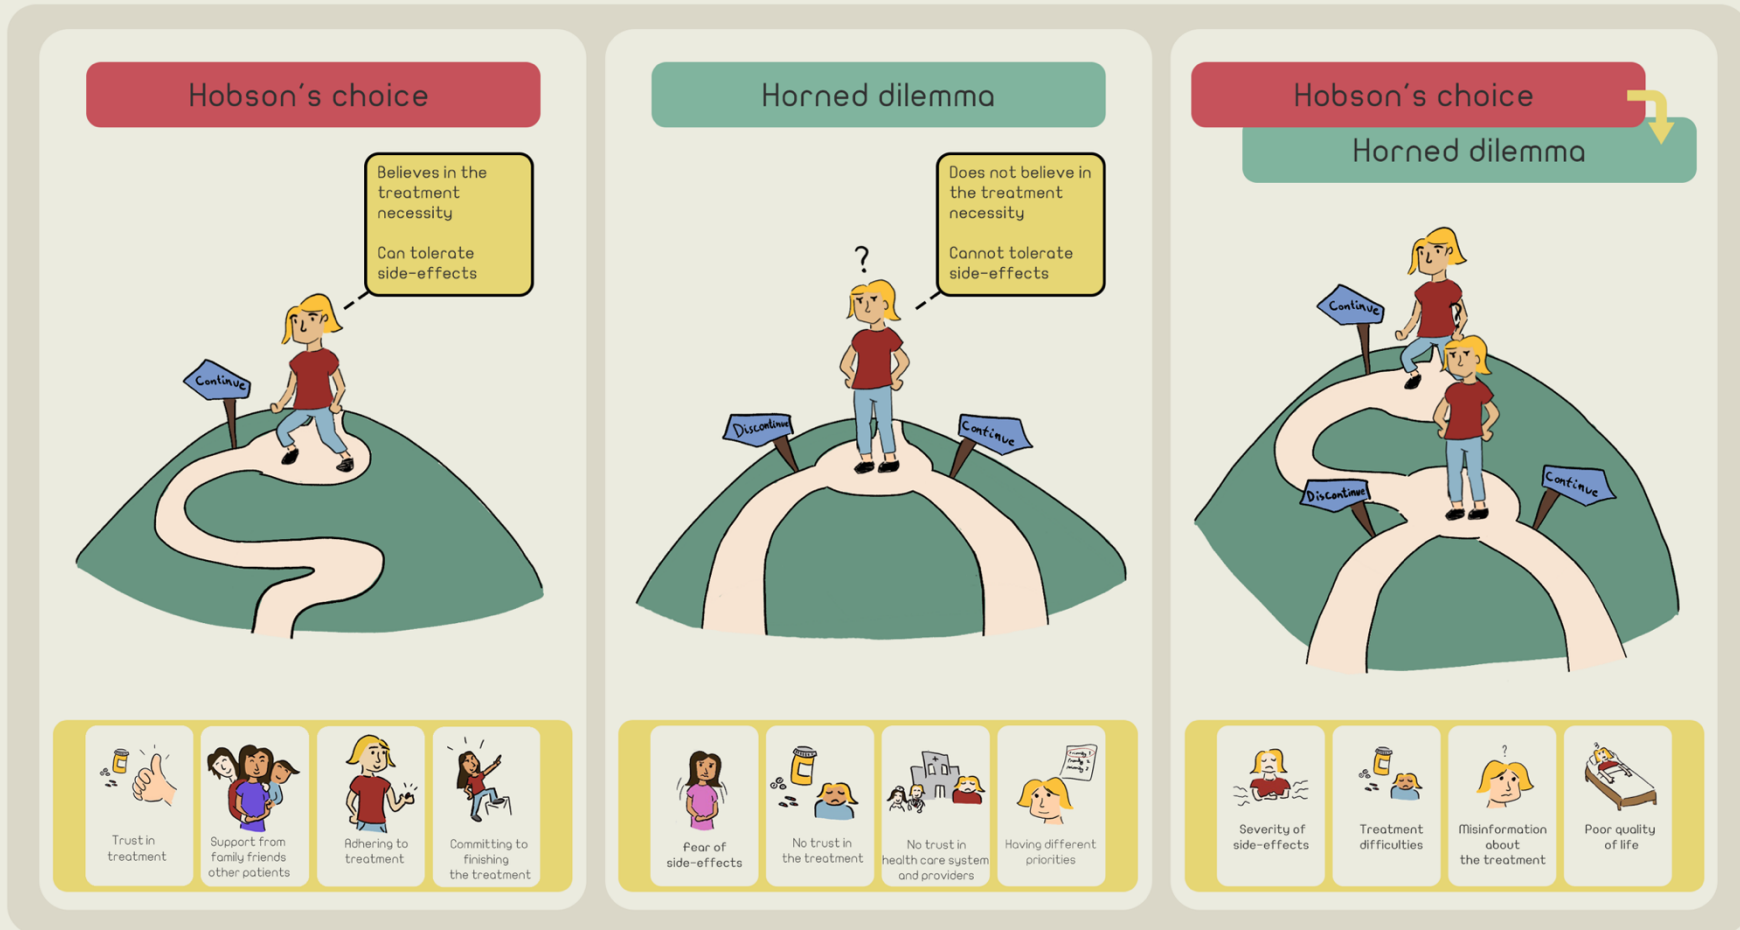 Hobson's choice
Believes in the
treatment
necessity
Can tolerate
side-effects
Continue
Trust in
treatment
Support from
family friends
other patients
Adhering to
treatment
Committing to
finishing
the treatment
Horned dilemma
Does not believe in
the treatment
necessity
Cannot tolerate
side-effects
?
Discontinue
Continue
Fear of
side-effects
No trust in
the treatment
No trust in
health care system
and providers
Having different
priorities
Hobson's choice
Horned dilemma
Continue
?
Discontinue
Continue
Severity of
side-effects
Treatment
difficulties
?
Misinformation
about
the treatment
Poor quality
of life